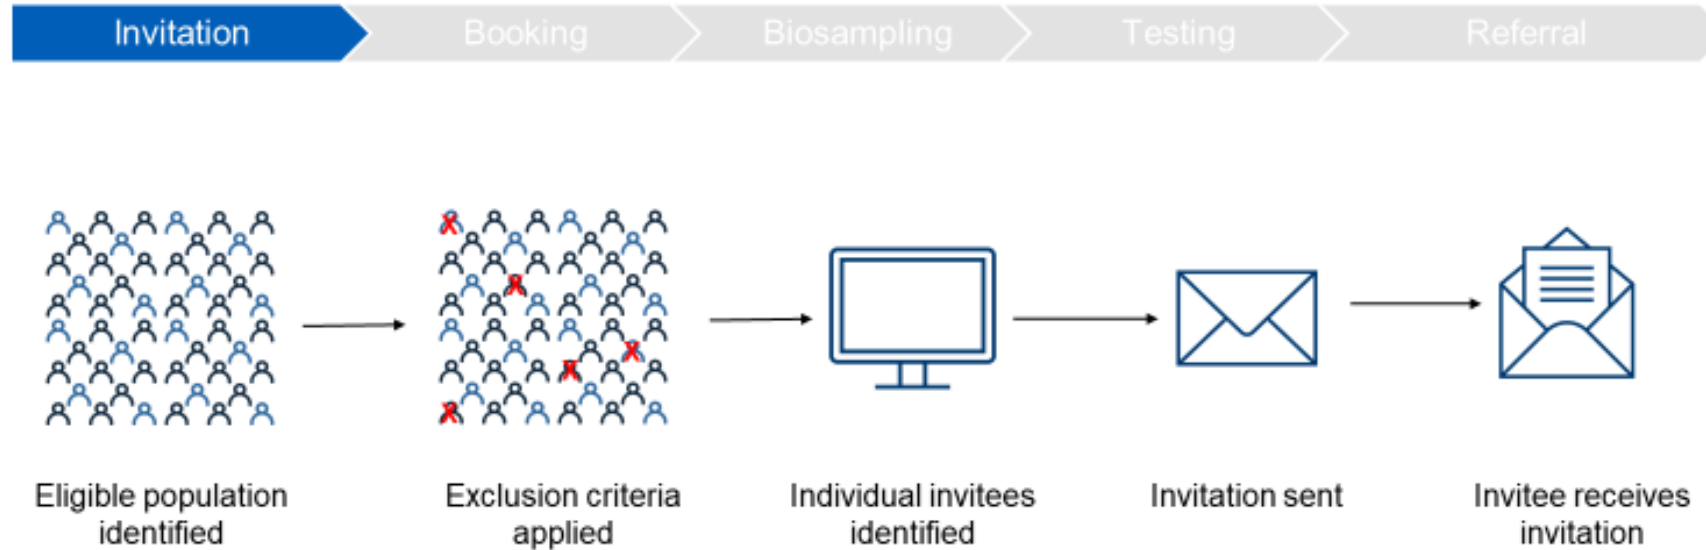 Invitation
Booking
Biosampling
Testing
Referral
X
X
X
X
X
Eligible population
identified
Exclusion criteria
applied
Individual invitees
identified
Invitation sent
Invitee receives
invitation